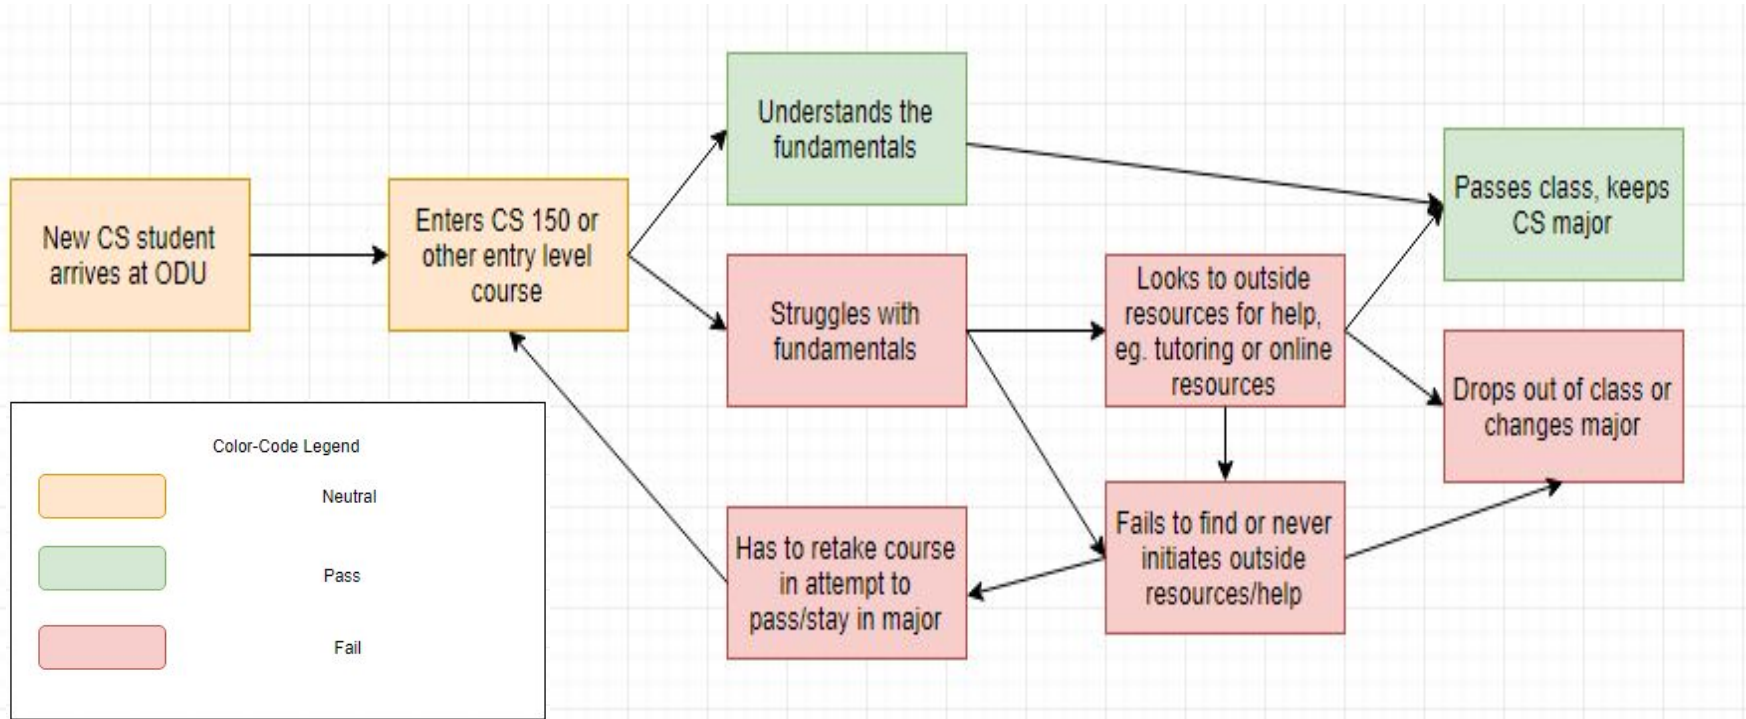 New CS student
arrives at ODU
Enters CS 150 or
other entry level
course
Understands the
fundamentals
Struggles with
fundamentals
Looks to outside
resources for help,
eg. tutoring or online
resources
Passes class, keeps
CS major
Drops out of class or
changes major
Fails to find or never
initiates outside
resources/help
Has to retake course
in attempt to
pass/stay in major
Color-Code Legend
Neutral
Pass
Fail